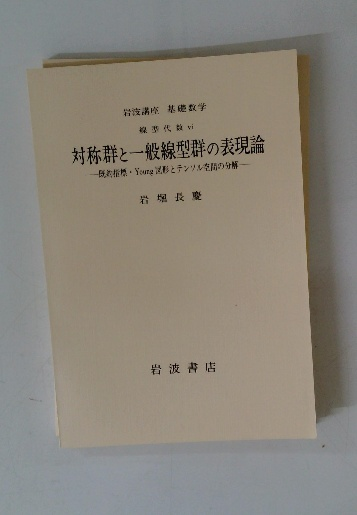 岩波講座 基礎数学
線型代数 vi
対称群と一般線型群の表現論
—既約指標・Young図形とテンソル空間の分解—
岩堀長慶
岩波書店